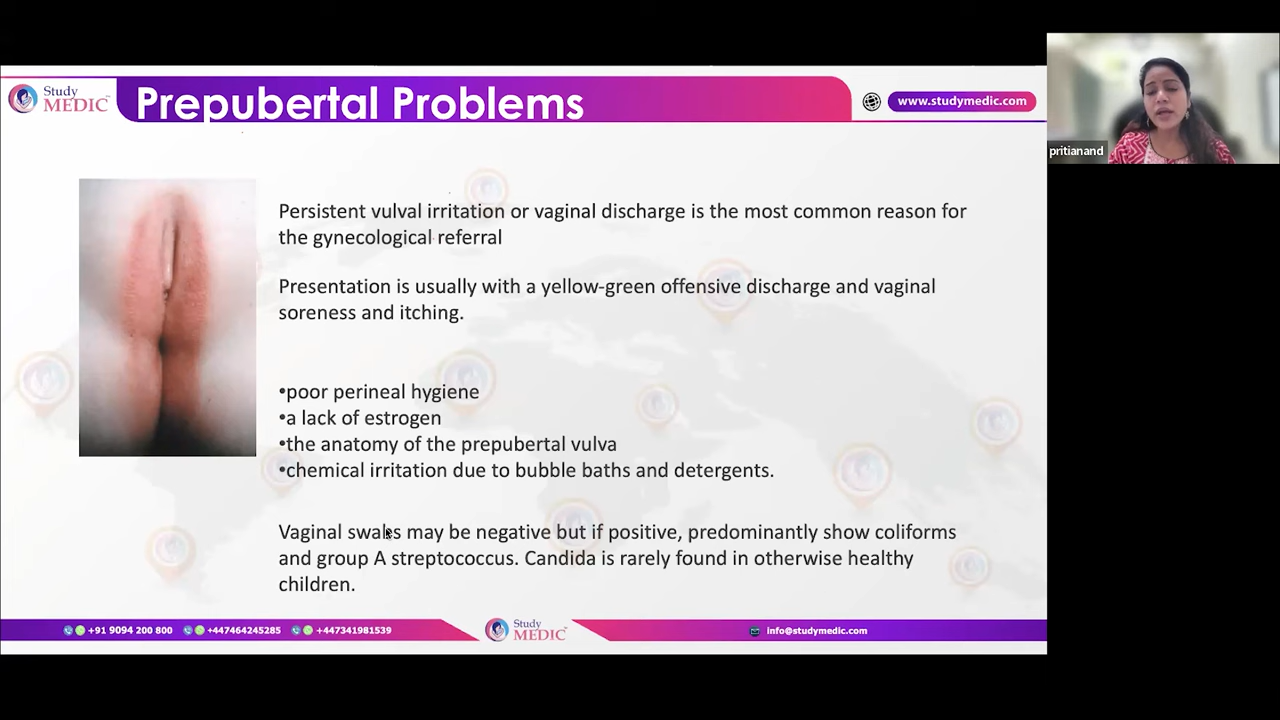 Study
MEDIC
Prepubertal Problems
www.studymedic.com
pritianand
Persistent vulval irritation or vaginal discharge is the most common reason for
the gynecological referral
Presentation is usually with a yellow-green offensive discharge and vaginal
soreness and itching.
•poor perineal hygiene
•a lack of estrogen
•the anatomy of the prepubertal vulva
•chemical irritation due to bubble baths and detergents.
Vaginal swabs may be negative but if positive, predominantly show coliforms
and group A streptococcus. Candida is rarely found in otherwise healthy
children.
+91 9094 200 800 +447464245285 +447341981539
Study
MEDIC
info@studymedic.com